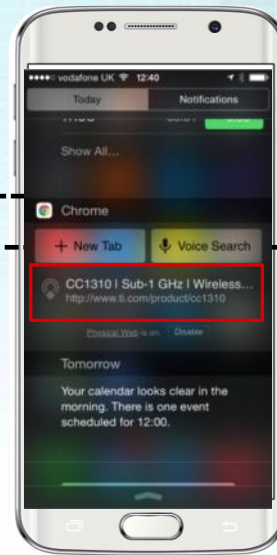 vodafone UK 12:40
Today Notifications
Show All...
Chrome
+ New Tab Voice Search
CC1310 | Sub-1 GHz | Wireless...
http://www.ti.com/product/cc1310
Physical Web is on. Disable
Tomorrow
Your calendar looks clear in the
morning. There is one event
scheduled for 12:00.